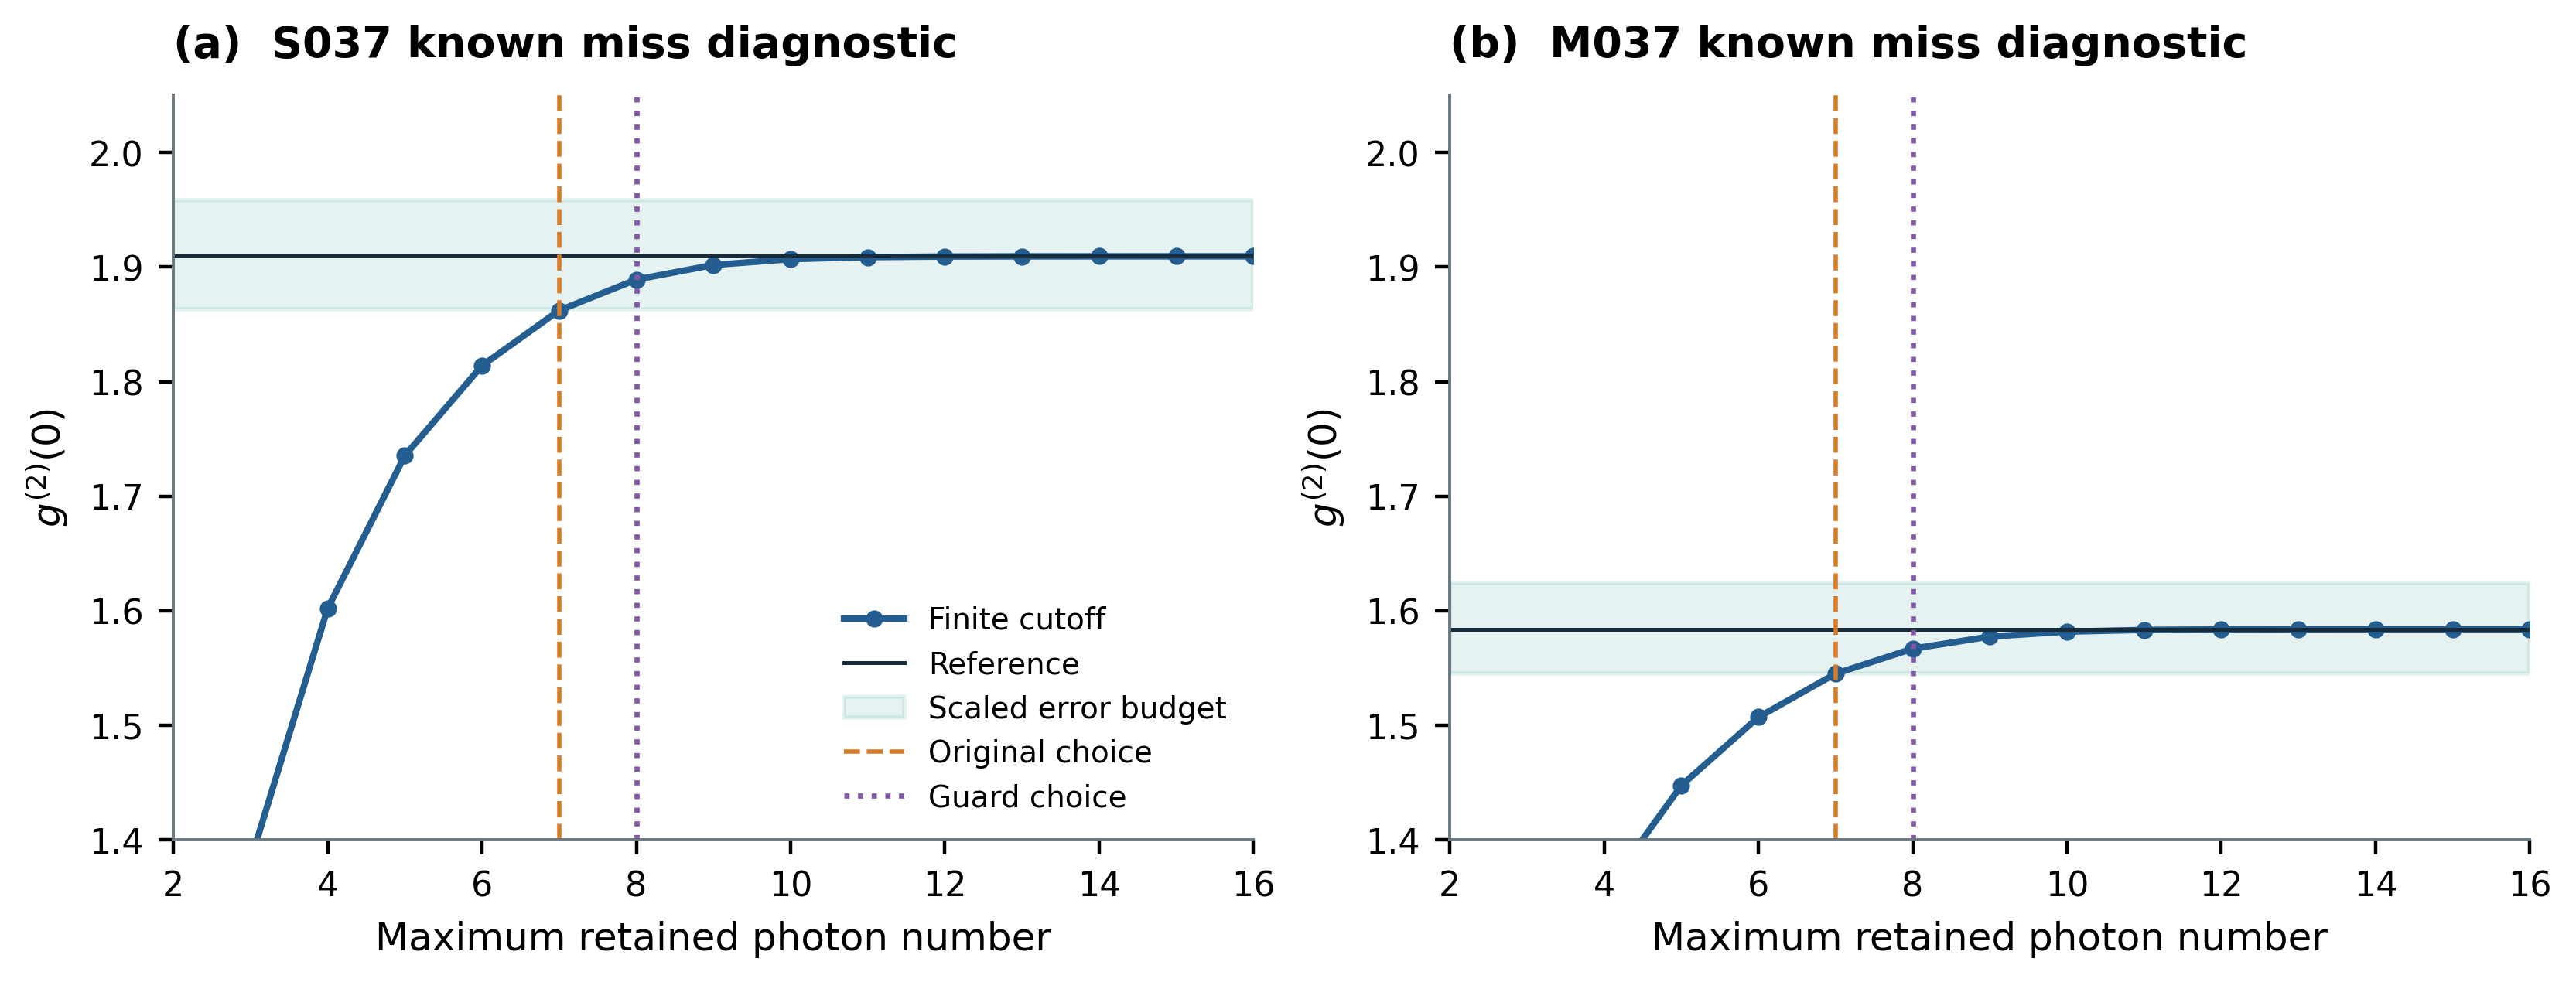 (a) S037 known miss diagnostic
2.0
1.9
1.8
1.7
1.6
1.5
1.4
g(2)(0)
2 4 6 8 10 12 14 16
Maximum retained photon number
Finite cutoff
Reference
Scaled error budget
Original choice
Guard choice
(b) M037 known miss diagnostic
2.0
1.9
1.8
1.7
1.6
1.5
1.4
g(2)(0)
2 4 6 8 10 12 14 16
Maximum retained photon number